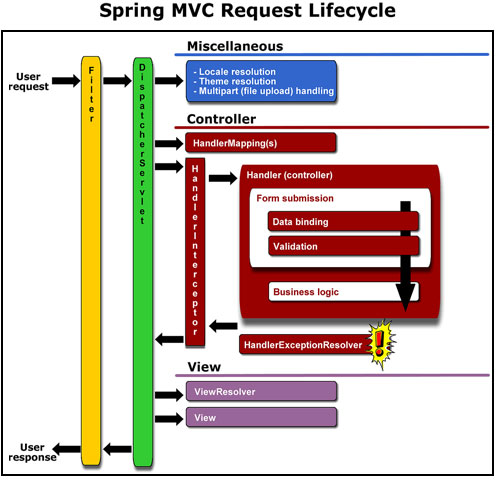 Spring MVC Request Lifecycle
User
request
Filter
DispatcherServlet
Miscellaneous
- Locale resolution
- Theme resolution
- Multipart (file upload) handling
Controller
HandlerMapping(s)
HandlerInterceptor
Handler (controller)
Form submission
Data binding
Validation
Business logic
HandlerExceptionResolver
!
View
ViewResolver
View
User
response